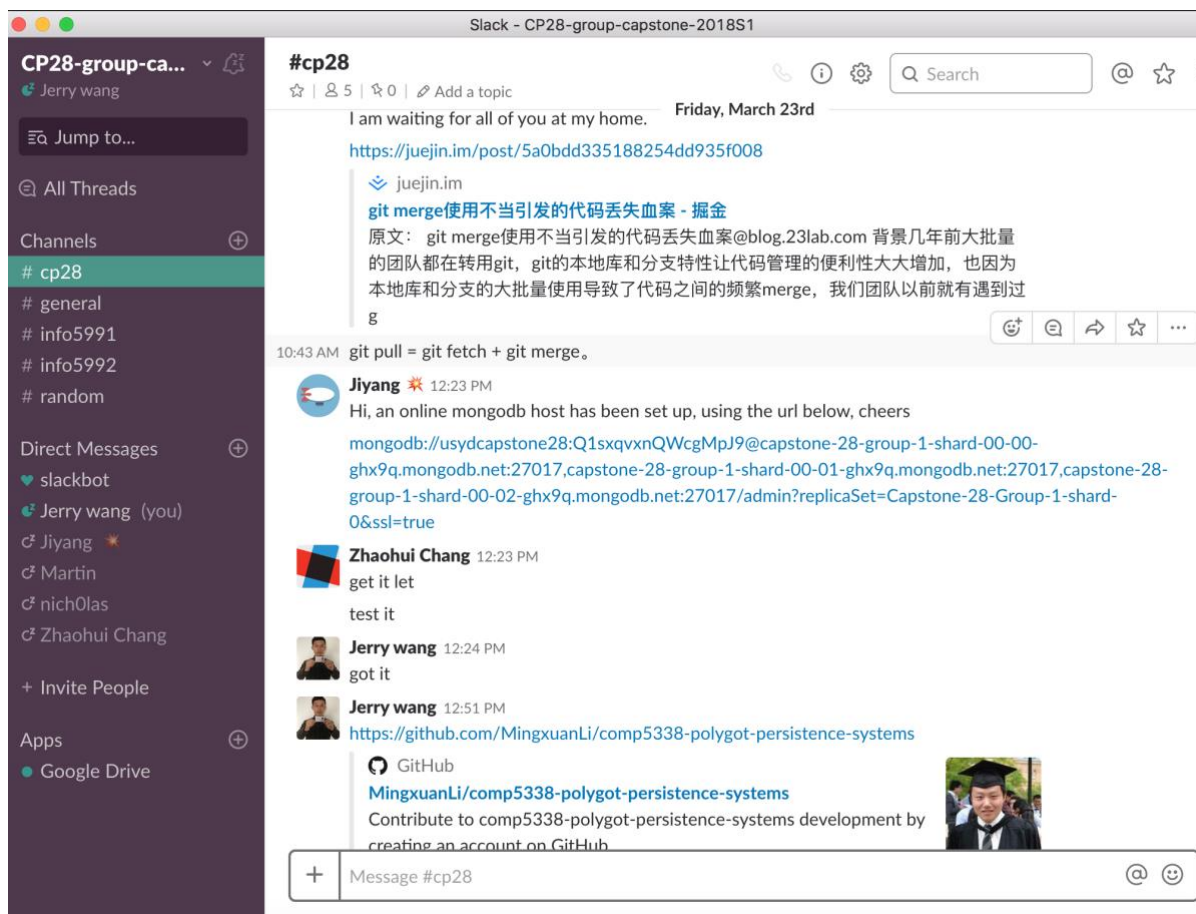 Slack - CP28-group-capstone-2018S1
CP28-group-ca...
Jerry wang
Jump to...
All Threads
Channels
# cp28
# general
# info5991
# info5992
# random
Direct Messages
slackbot
Jerry wang (you)
Jiyang
Martin
nich0las
Zhaohui Chang
+ Invite People
Apps
Google Drive
#cp28
5 | 0 | Add a topic
Search
Friday, March 23rd
I am waiting for all of you at my home.
https://juejin.im/post/5a0bdd335188254dd935f008
juejin.im
git merge使用不当引发的代码丢失血案 - 掘金
原文： git merge使用不当引发的代码丢失血案@blog.23lab.com 背景几年前大批量
的团队都在转用git，git的本地库和分支特性让代码管理的便利性大大增加，也因为
本地库和分支的大批量使用导致了代码之间的频繁merge，我们团队以前就有遇到过
g
10:43 AM git pull = git fetch + git merge。
Jiyang 12:23 PM
Hi, an online mongodb host has been set up, using the url below, cheers
mongodb://usydcapstone28:Q1sxqvxnQWcgMpJ9@capstone-28-group-1-shard-00-00-
ghx9q.mongodb.net:27017,capstone-28-group-1-shard-00-01-ghx9q.mongodb.net:27017,capstone-28-
group-1-shard-00-02-ghx9q.mongodb.net:27017/admin?replicaSet=Capstone-28-Group-1-shard-
0&ssl=true
Zhaohui Chang 12:23 PM
get it let
test it
Jerry wang 12:24 PM
got it
Jerry wang 12:51 PM
https://github.com/MingxuanLi/comp5338-polygot-persistence-systems
GitHub
MingxuanLi/comp5338-polygot-persistence-systems
Contribute to comp5338-polygot-persistence-systems development by
creating an account on GitHub
Message #cp28